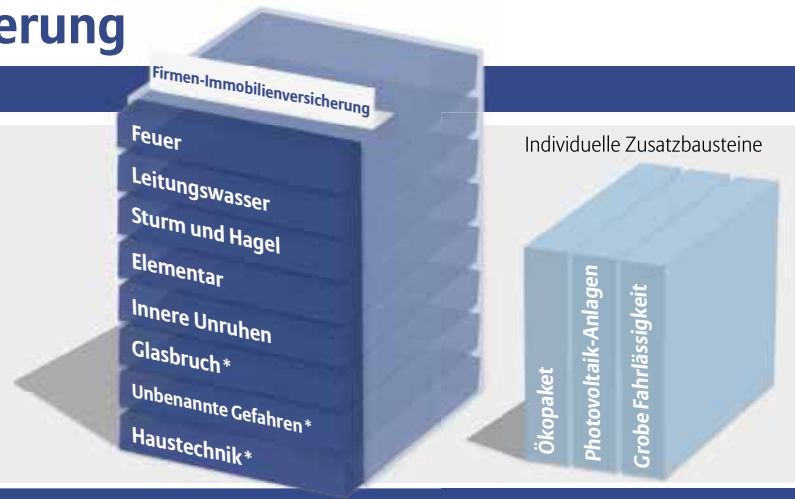 erung
Firmen-Immobilienversicherung
Feuer
Leitungswasser
Sturm und Hagel
Elementar
Innere Unruhen
Glasbruch*
Unbenannte Gefahren*
Haustechnik*
Individuelle Zusatzbausteine
Ökopaket
Photovoltaik-Anlagen
Grobe Fahrlässigkeit